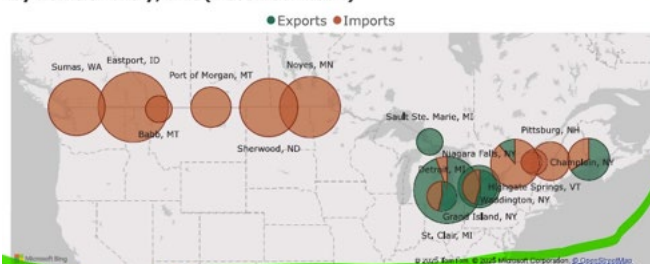 Exports Imports
Eastport, ID
Sumas, WA
Noyes, MN
Port of Morgan, MT
Babb, MT
Sherwood, ND
Sault Ste. Marie, MI
Pittsburg, NH
Niagara Falls, NY
Champlain, NY
Detroit, MI
Highgate Springs, VT
Waddington, NY
Grand Island, NY
St. Clair, MI
Microsoft Bing
© 2025 TomTom, © 2025 Microsoft Corporation, © OpenStreetMap